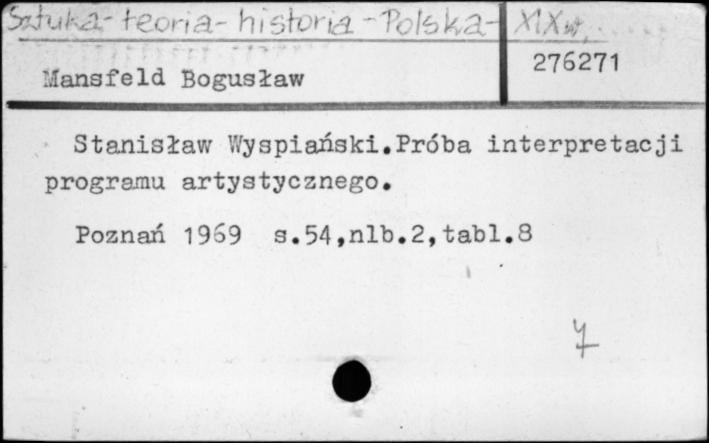 Sztuka-teoria-historia-Polska-XIXw.
Mansfeld Bogusław
276271
Stanisław Wyspiański.Próba interpretacji
programu artystycznego.
Poznań 1969 s.54,nlb.2,tabl.8